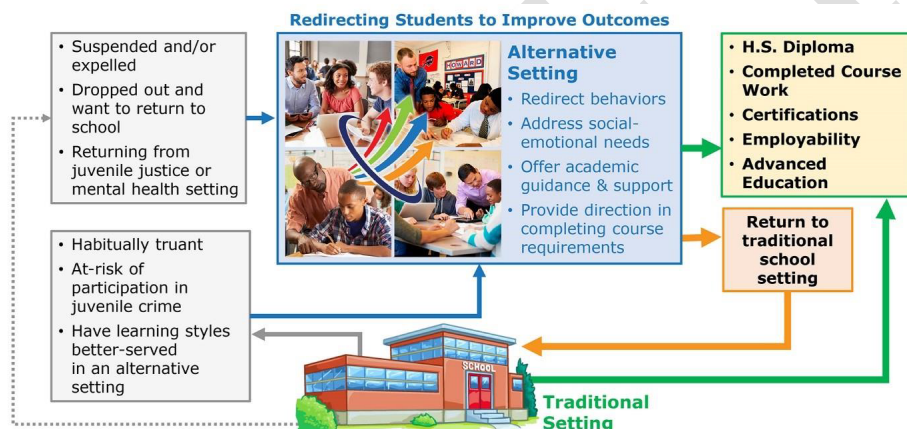 Redirecting Students to Improve Outcomes
• Suspended and/or
expelled
• Dropped out and
want to return to
school
• Returning from
juvenile justice or
mental health setting
• Habitually truant
• At-risk of
participation in
juvenile crime
• Have learning styles
better-served
in an alternative
setting
HOWARD
Alternative
Setting
• Redirect behaviors
• Address social-
emotional needs
• Offer academic
guidance & support
• Provide direction in
completing course
requirements
• H.S. Diploma
• Completed Course
Work
• Certifications
• Employability
• Advanced
Education
Return to
traditional
school
setting
SCHOOL
Traditional
Setting